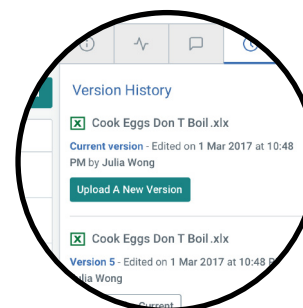 Version History
Cook Eggs Don T Boil .xlx
Current version - Edited on 1 Mar 2017 at 10:48
PM by Julia Wong
Upload A New Version
Cook Eggs Don T Boil .xlx
Version 5 - Edited on 1 Mar 2017 at 10:48
Wong
Current